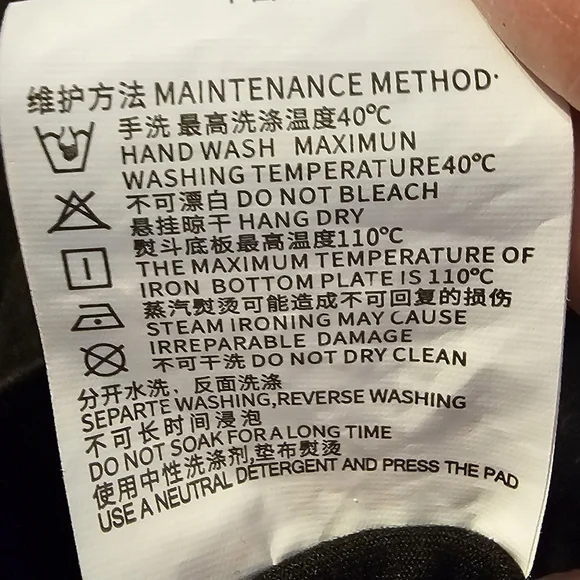 维护方法 MAINTENANCE METHOD·
手洗 最高洗涤温度40℃
HAND WASH MAXIMUN
WASHING TEMPERATURE40℃
不可漂白 DO NOT BLEACH
悬挂晾干 HANG DRY
熨斗底板最高温度110℃
THE MAXIMUM TEMPERATURE OF
IRON BOTTOM PLATE IS 110℃
蒸汽熨烫可能造成不可回复的损伤
STEAM IRONING MAY CAUSE
IRREPARABLE DAMAGE
不可干洗 DO NOT DRY CLEAN
分开水洗、反面洗涤
SEPARTE WASHING,REVERSE WASHING
不可长时间浸泡
DO NOT SOAK FOR A LONG TIME
使用中性洗涤剂,垫布熨烫
USE A NEUTRAL DETERGENT AND PRESS THE PAD